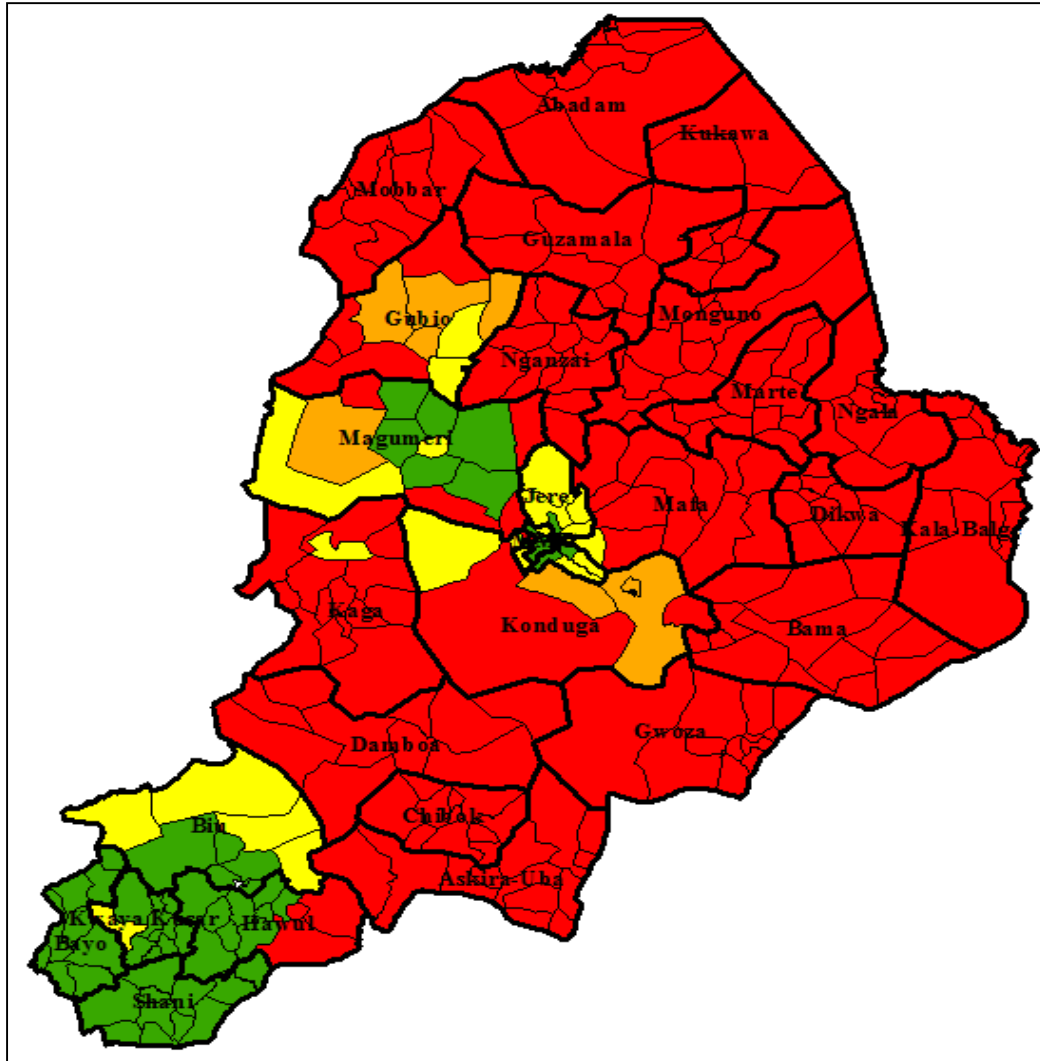 Abadam
Kukawa
Mobbar
Guzamala
Gubio
Monguno
Nganzai
Marte
Ngala
Magumeri
Jere
Mafa
Dikwa
Kala-Balge
Kaga
Konduga
Bama
Damboa
Gwoza
Chibok
Biu
Askira-Uba
Kwaya Kusar
Hawul
Bayo
Shani